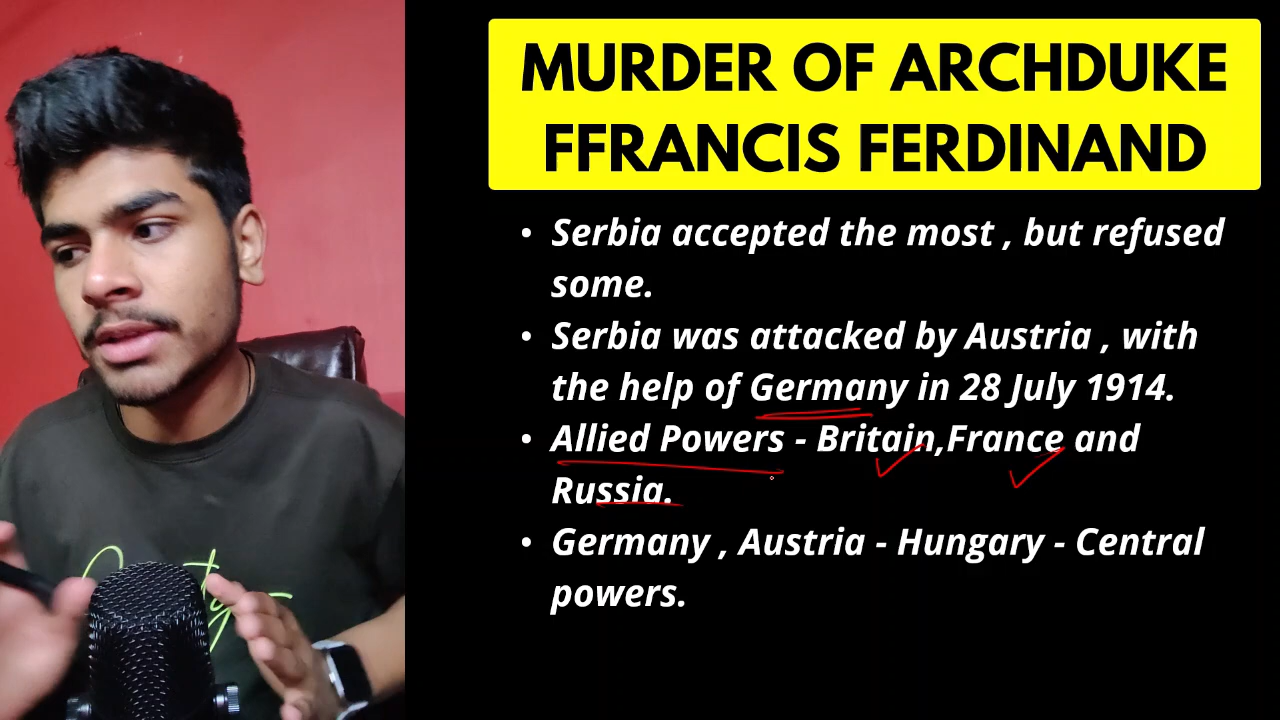 MURDER OF ARCHDUKE
FFRANCIS FERDINAND
• Serbia accepted the most , but refused
some.
• Serbia was attacked by Austria , with
the help of Germany in 28 July 1914.
• Allied Powers - Britain,France and
Russia.
• Germany , Austria - Hungary - Central
powers.